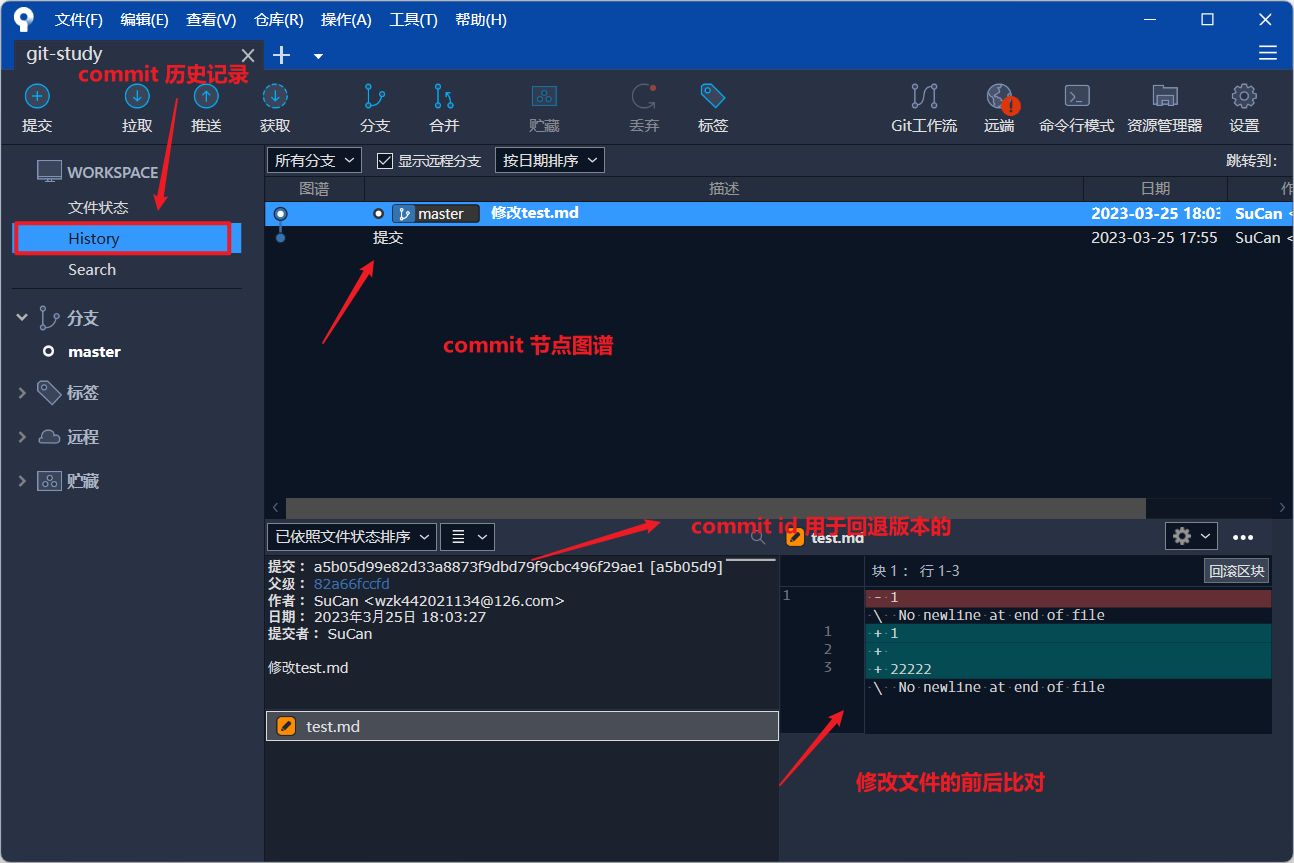 文件(F) 编辑(E) 查看(V) 仓库(R) 操作(A) 工具(T) 帮助(H)
git-study
commit 历史记录
提交 拉取 推送 获取 分支 合并 贮藏 丢弃 标签 Git工作流 远端 命令行模式 资源管理器 设置
WORKSPACE
文件状态
History
Search
分支
master
标签
远程
贮藏
所有分支 显示远程分支 按日期排序 跳转到:
图谱 描述 日期 作
master 修改test.md 2023-03-25 18:03 SuCan <
提交 2023-03-25 17:55 SuCan <
commit 节点图谱
commit id 用于回退版本的
已依照文件状态排序
提交： a5b05d99e82d33a8873f9dbd79f9cbc496f29ae1 [a5b05d9]
父级： 82a66fccfd
作者： SuCan <wzk442021134@126.com>
日期： 2023年3月25日 18:03:27
提交者： SuCan
修改test.md
test.md
test.md
块 1： 行 1-3 回滚区块
1 - 1
\ No newline at end of file
1 + 1
2 +
3 + 22222
\ No newline at end of file
修改文件的前后比对